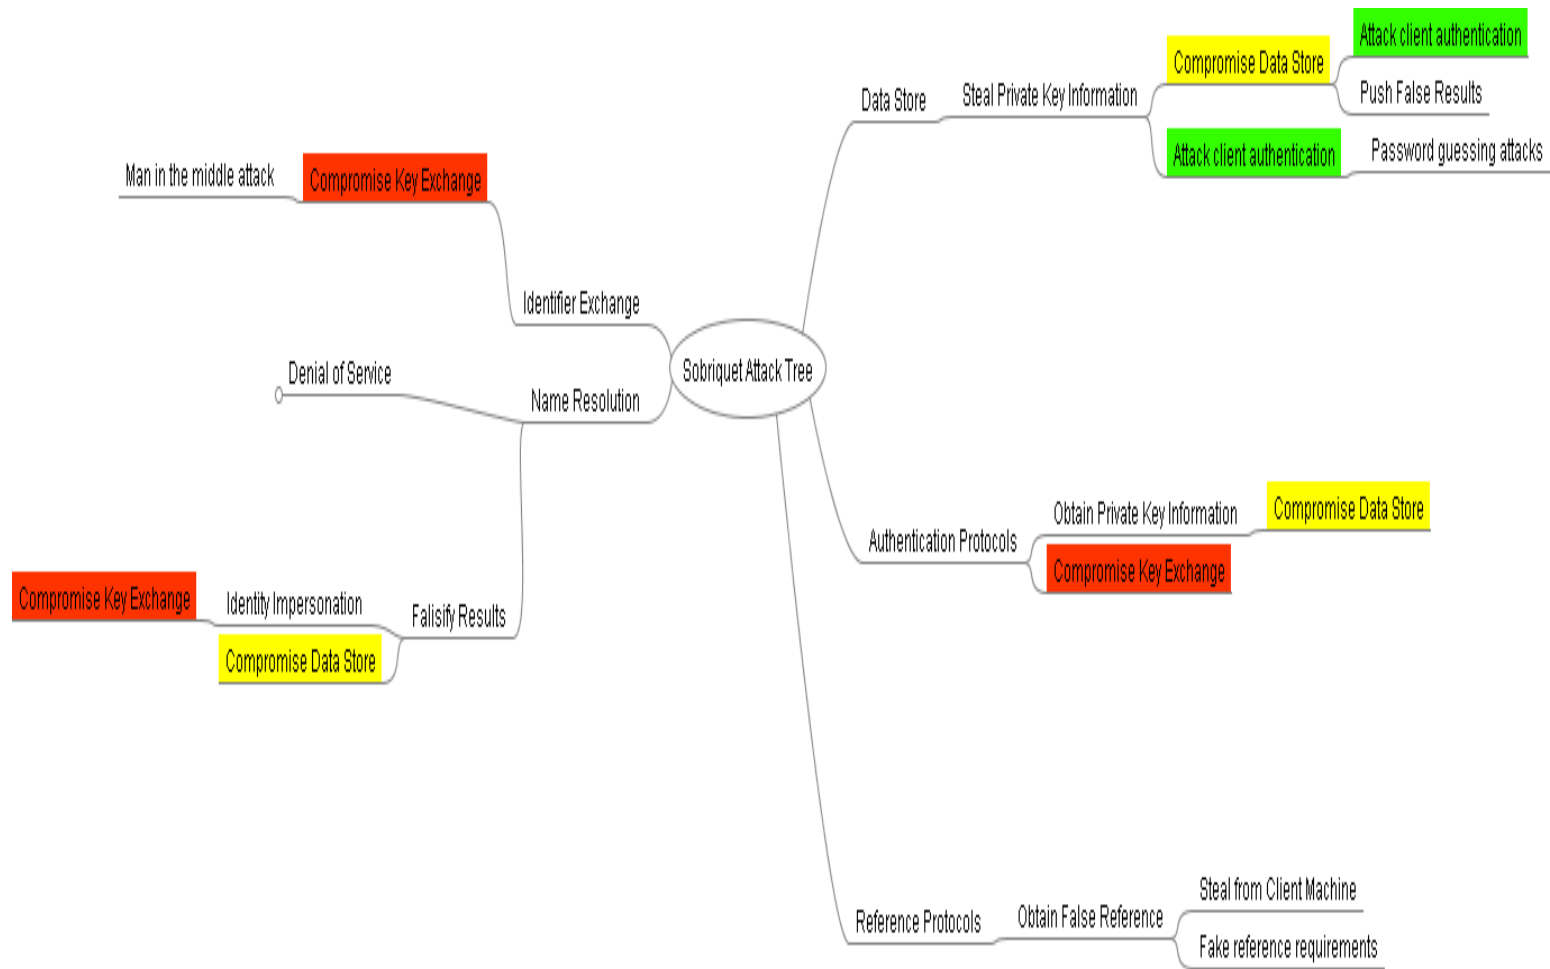 Sobriquet Attack Tree
Data Store
Steal Private Key Information
Compromise Data Store
Attack client authentication
Push False Results
Attack client authentication
Password guessing attacks
Authentication Protocols
Obtain Private Key Information
Compromise Data Store
Compromise Key Exchange
Reference Protocols
Obtain False Reference
Steal from Client Machine
Fake reference requirements
Identifier Exchange
Compromise Key Exchange
Man in the middle attack
Name Resolution
Denial of Service
Falisify Results
Identity Impersonation
Compromise Key Exchange
Compromise Data Store